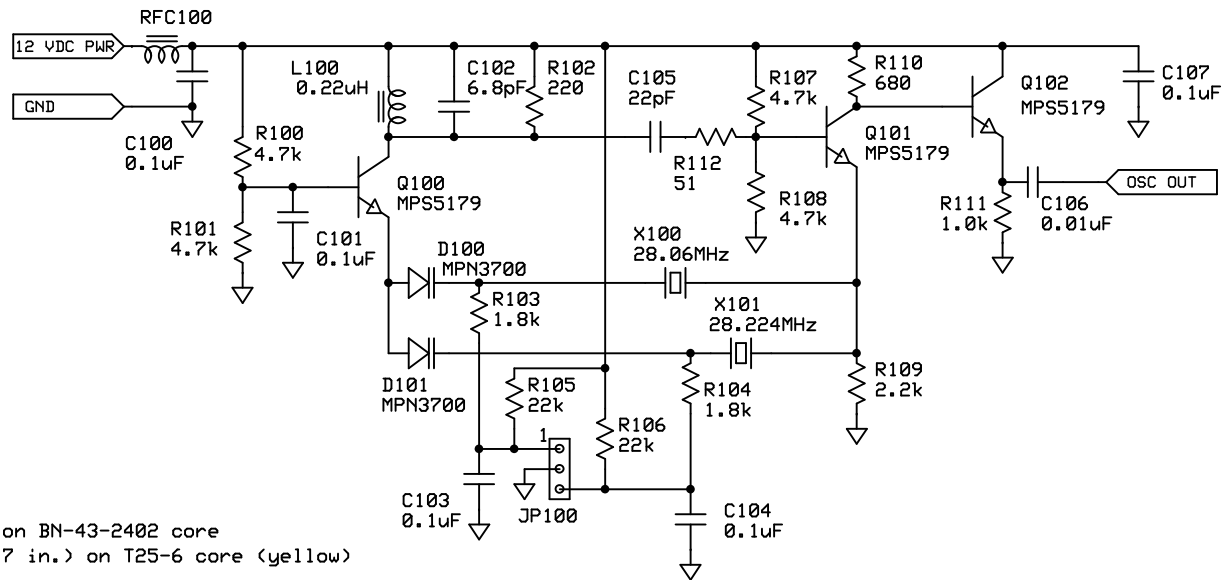 RFC100
12 VDC PWR
GND
C100
0.1uF
R100
4.7k
R101
4.7k
C101
0.1uF
L100
0.22uH
C102
6.8pF
R102
220
Q100
MPS5179
D100
MPN3700
D101
MPN3700
R103
1.8k
R105
22k
R106
22k
C103
0.1uF
1
JP100
C105
22pF
R112
51
R107
4.7k
R108
4.7k
X100
28.06MHz
X101
28.224MHz
R104
1.8k
C104
0.1uF
R110
680
Q101
MPS5179
R109
2.2k
Q102
MPS5179
R111
1.0k
C106
0.01uF
C107
0.1uF
OSC OUT
on BN-43-2402 core
7 in.) on T25-6 core (yellow)